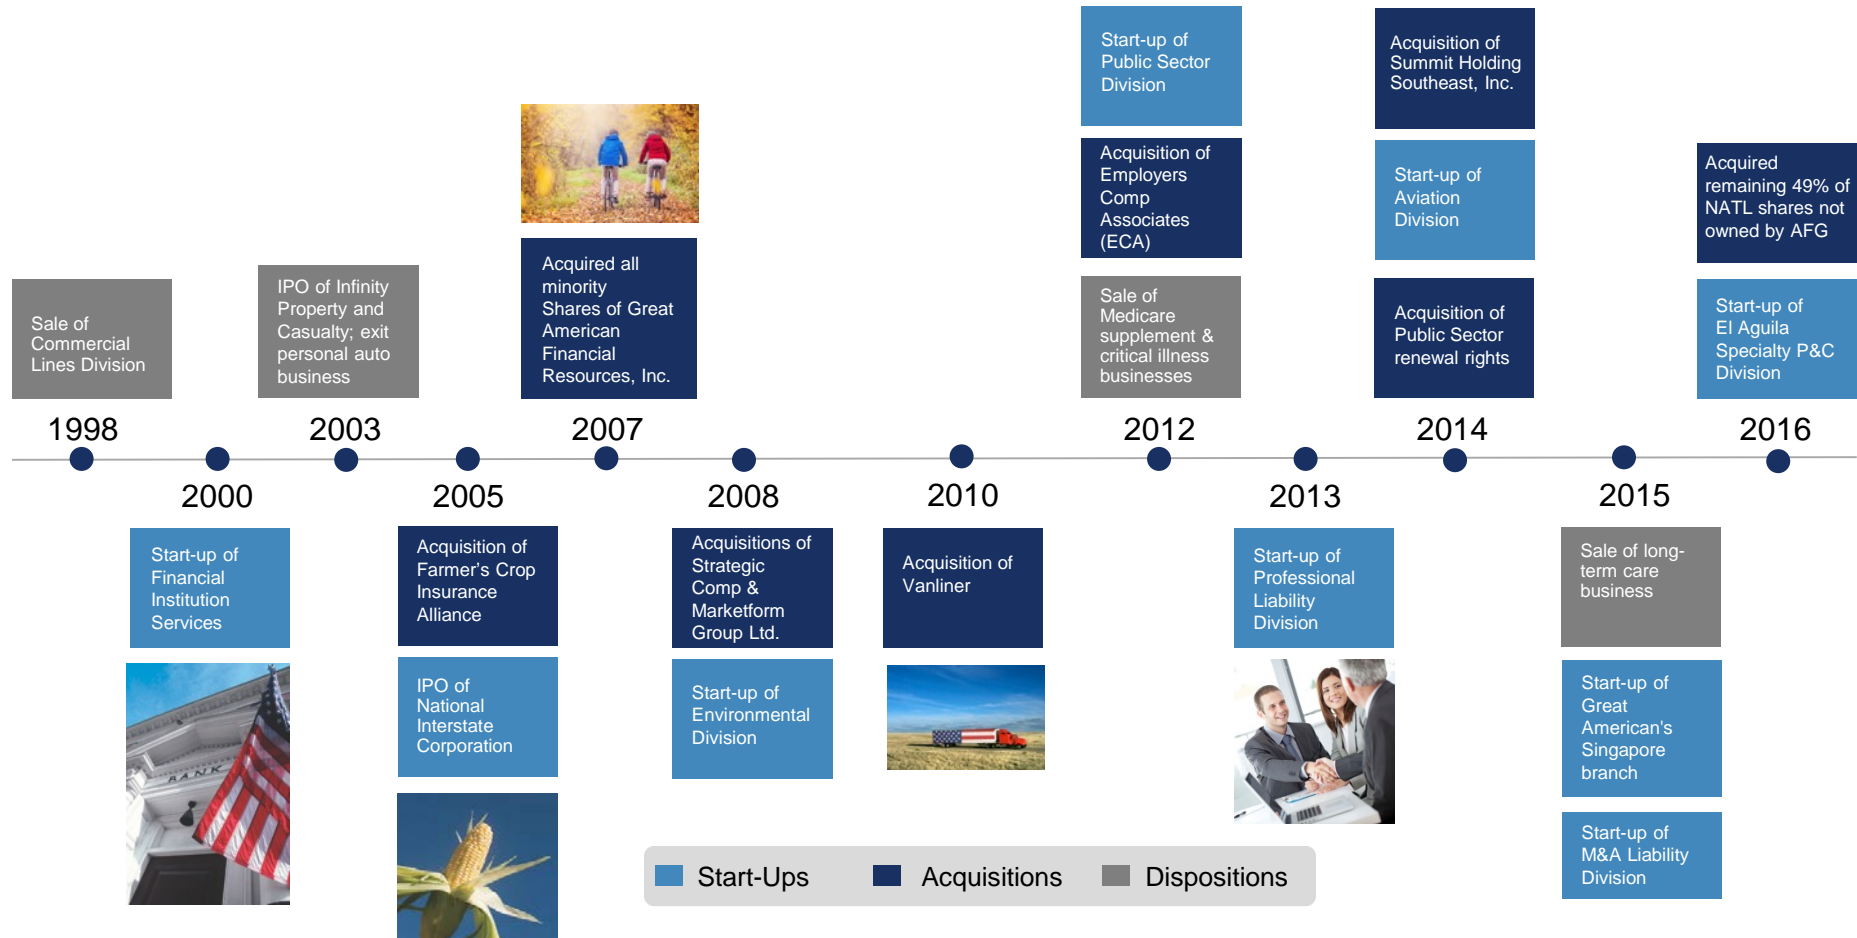 Start-up of
Public Sector
Division
Acquisition of
Summit Holding
Southeast, Inc.
Acquisition of
Employers
Comp
Associates
(ECA)
Start-up of
Aviation
Division
Acquired
remaining 49% of
NATL shares not
owned by AFG
Sale of
Commercial
Lines Division
IPO of Infinity
Property and
Casualty; exit
personal auto
business
Acquired all
minority
Shares of Great
American
Financial
Resources, Inc.
Sale of
Medicare
supplement &
critical illness
businesses
Acquisition of
Public Sector
renewal rights
Start-up of
El Aguila
Specialty P&C
Division
1998
2003
2007
2012
2014
2016
2000
2005
2008
2010
2013
2015
Start-up of
Financial
Institution
Services
Acquisition of
Farmer’s Crop
Insurance
Alliance
Acquisitions of
Strategic
Comp &
Marketform
Group Ltd.
Acquisition of
Vanliner
Start-up of
Professional
Liability
Division
Sale of long-
term care
business
IPO of
National
Interstate
Corporation
Start-up of
Environmental
Division
Start-up of
Great
American's
Singapore
branch
BANK
Start-up of
M&A Liability
Division
Start-Ups
Acquisitions
Dispositions